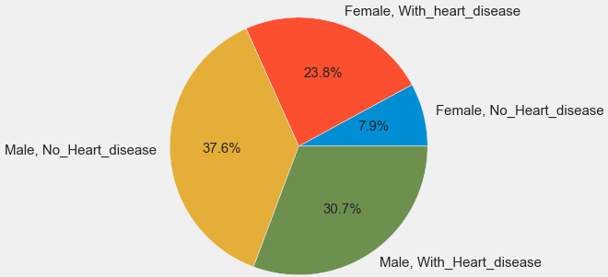 Female, With_heart_disease
23.8%
Female, No_Heart_disease
7.9%
Male, No_Heart_disease
37.6%
30.7%
Male, With_Heart_disease